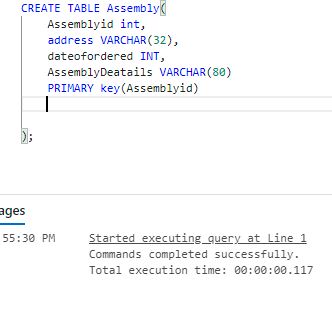 CREATE TABLE Assembly(
Assemblyid int,
address VARCHAR(32),
dateofordered INT,
AssemblyDeatails VARCHAR(80)
PRIMARY key(Assemblyid)
);
ages
55:30 PM Started executing query at Line 1
Commands completed successfully.
Total execution time: 00:00:00.117